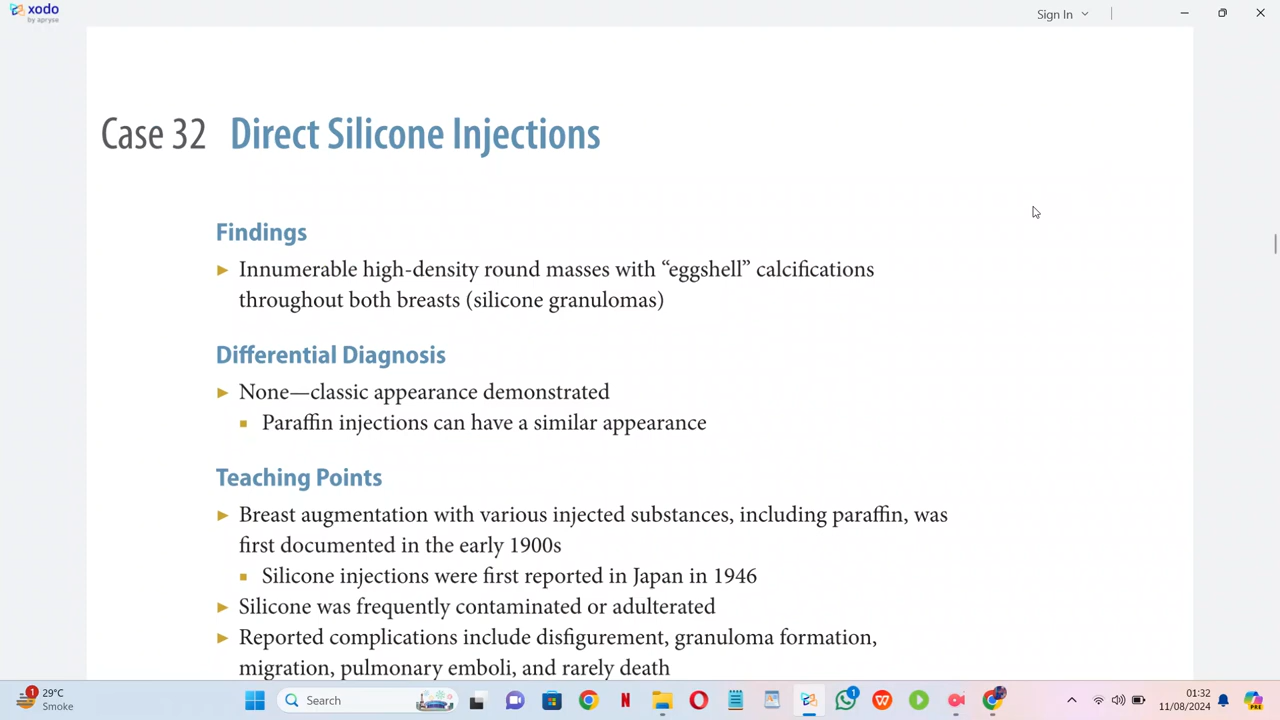 xodo
by apryse
Sign In
Case 32 Direct Silicone Injections
Findings
► Innumerable high-density round masses with “eggshell” calcifications
throughout both breasts (silicone granulomas)
Differential Diagnosis
► None—classic appearance demonstrated
■ Paraffin injections can have a similar appearance
Teaching Points
► Breast augmentation with various injected substances, including paraffin, was
first documented in the early 1900s
■ Silicone injections were first reported in Japan in 1946
► Silicone was frequently contaminated or adulterated
► Reported complications include disfigurement, granuloma formation,
migration, pulmonary emboli, and rarely death
1
29°C
Smoke
Search
N
1
W
01:32
11/08/2024
PRE